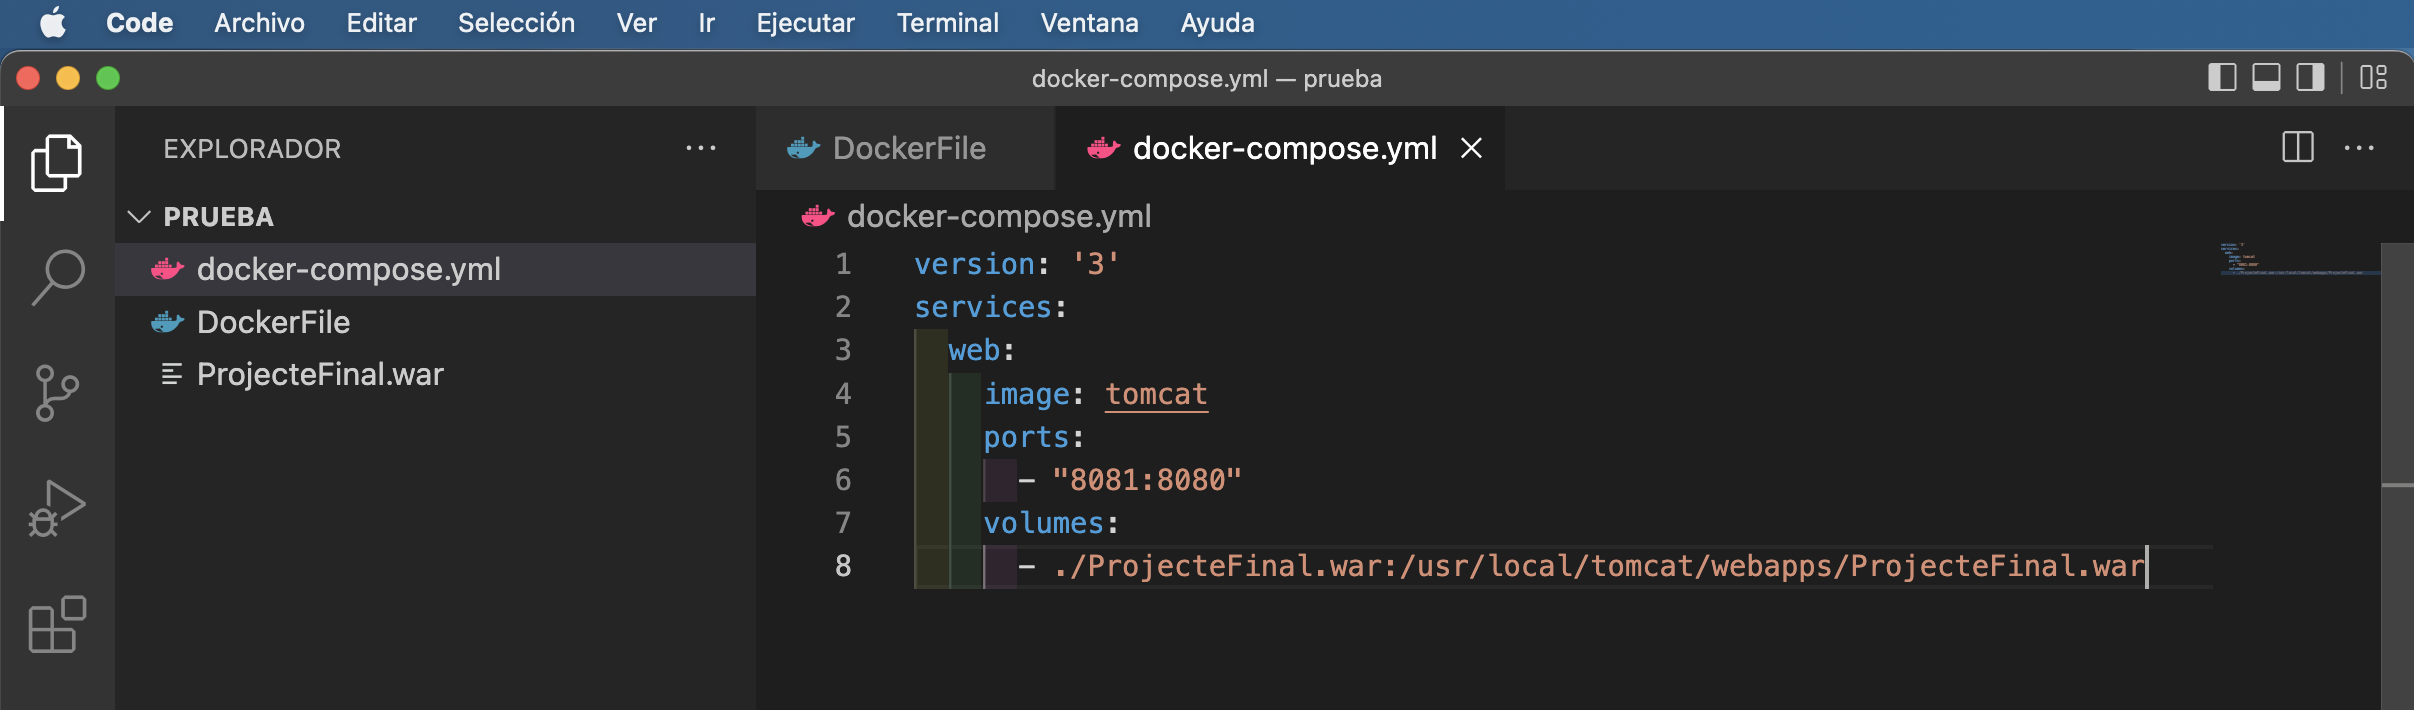 Code Archivo Editar Selección Ver Ir Ejecutar Terminal Ventana Ayuda
docker-compose.yml — prueba
EXPLORADOR
PRUEBA
docker-compose.yml
DockerFile
ProjecteFinal.war
DockerFile docker-compose.yml
docker-compose.yml
1 version: '3'
2 services:
3 web:
4 image: tomcat
5 ports:
6 - "8081:8080"
7 volumes:
8 - ./ProjecteFinal.war:/usr/local/tomcat/webapps/ProjecteFinal.war